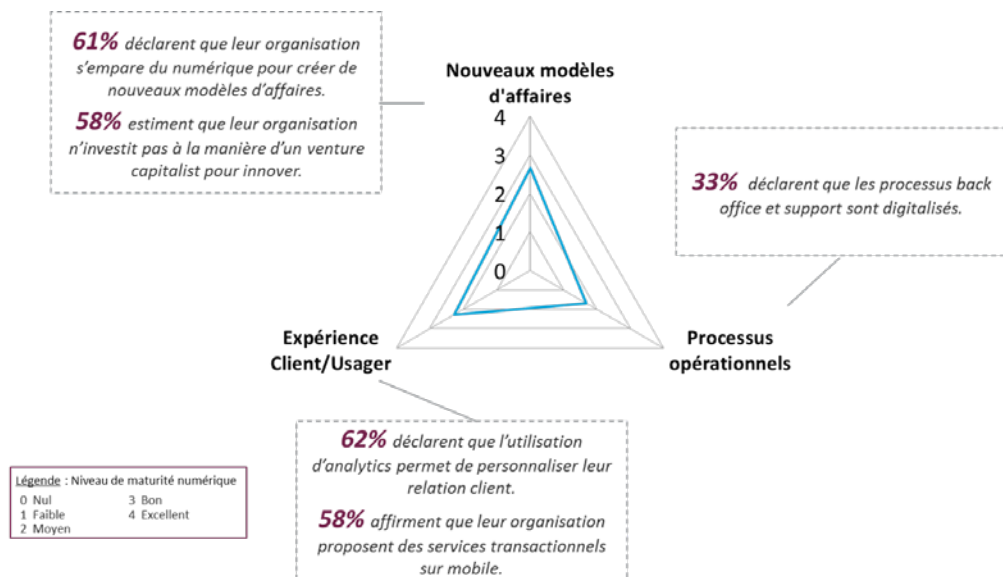 61% déclarent que leur organisation
s'empare du numérique pour créer de
nouveaux modèles d'affaires.
58% estiment que leur organisation
n'investit pas à la manière d'un venture
capitalist pour innover.
Nouveaux modèles
d'affaires
4
3
2
1
0
33% déclarent que les processus back
office et support sont digitalisés.
Expérience
Client/Usager
Processus
opérationnels
62% déclarent que l'utilisation
d'analytics permet de personnaliser leur
relation client.
58% affirment que leur organisation
proposent des services transactionnels
sur mobile.
Légende : Niveau de maturité numérique
0 Nul 3 Bon
1 Faible 4 Excellent
2 Moyen